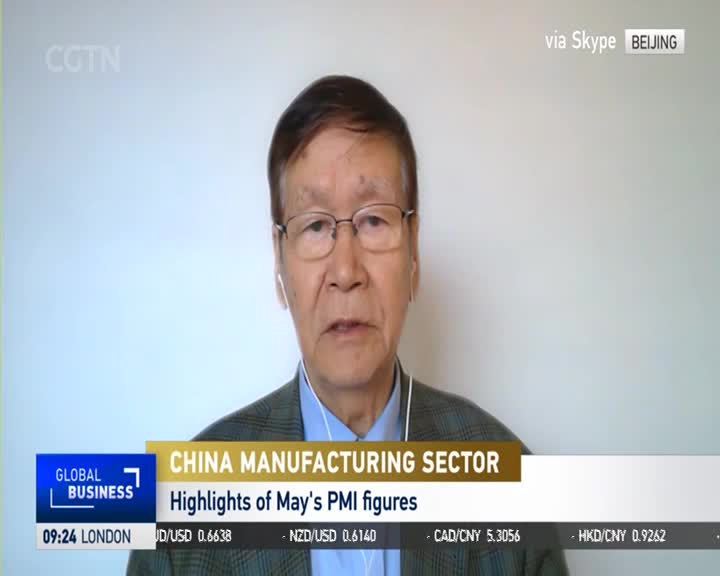 CGTN
via Skype BEIJING
CHINA MANUFACTURING SECTOR
GLOBAL
BUSINESS
Highlights of May's PMI figures
09:24 LONDON
JD/USD 0.6638 - NZD/USD 0.6140 - CAD/CNY 5.3056 - HKD/CNY 0.9262